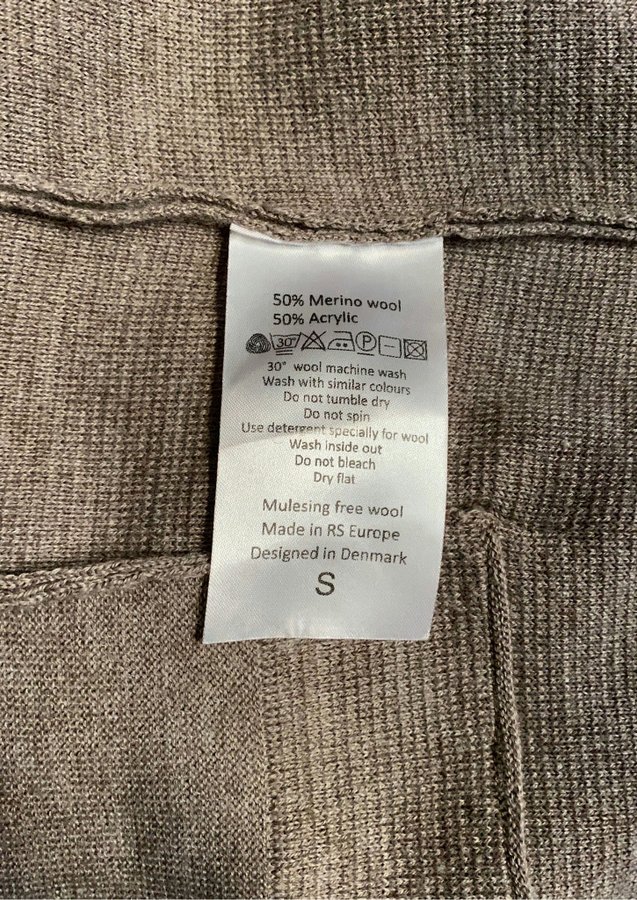 50% Merino wool
50% Acrylic
30 P
30° wool machine wash
Wash with similar colours
Do not tumble dry
Do not spin
Use detergent specially for wool
Wash inside out
Do not bleach
Dry flat
Mulesing free wool
Made in RS Europe
Designed in Denmark
S